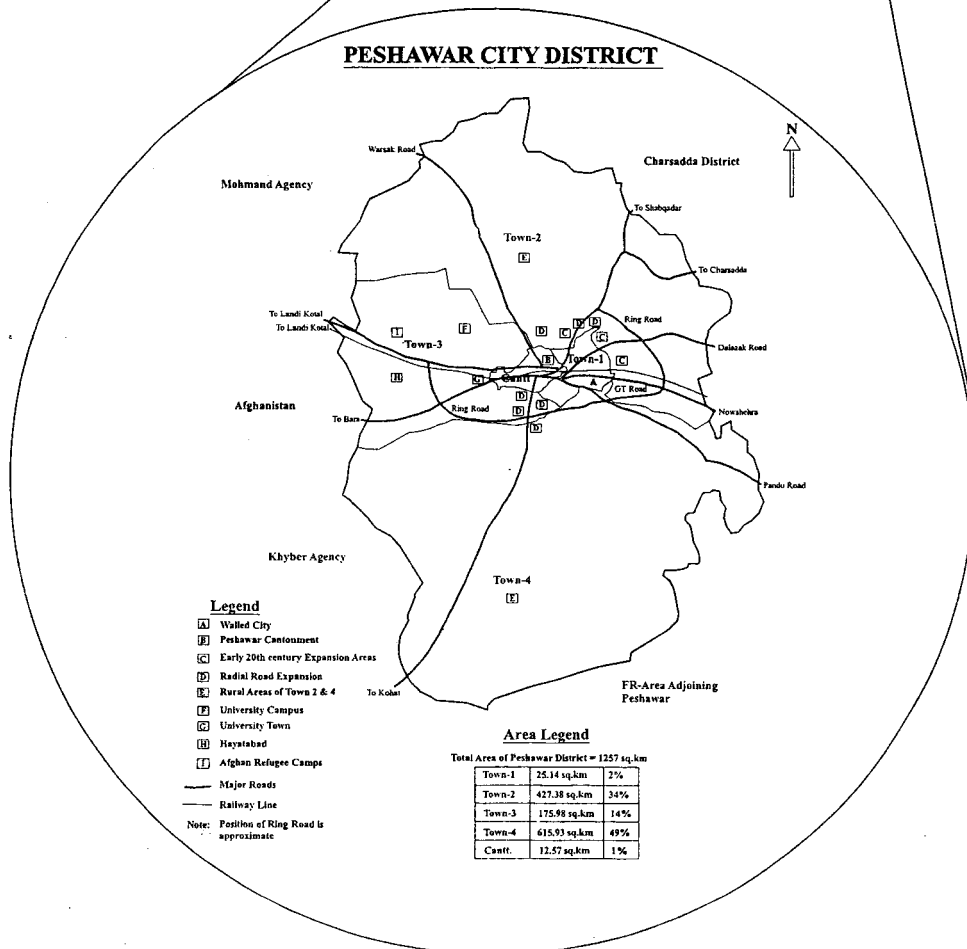 PESHAWAR CITY DISTRICT
N
Warsak Road
Charsadda District
Mohmand Agency
To Shabqadar
Town-2
E
To Charsadda
To Landi Kotal
To Landi Kotal
I
F
D
C
D
D
C
Ring Road
Town-3
Dalazak Road
B
Town-1
C
H
G
Cantt
A
GT Road
D
Afghanistan
Ring Road
D
D
Nowshehra
To Bara
D
Pandu Road
Khyber Agency
Town-4
E
To Kohat
FR-Area Adjoining
Peshawar
Legend
A Walled City
B Peshawar Cantonment
C Early 20th century Expansion Areas
D Radial Road Expansion
E Rural Areas of Town 2 & 4
F University Campus
G University Town
H Hayatabad
I Afghan Refugee Camps
Major Roads
Railway Line
Note: Position of Ring Road is
approximate
Area Legend
Total Area of Peshawar District = 1257 sq.km
Town-1 25.14 sq.km 2%
Town-2 427.38 sq.km 34%
Town-3 175.98 sq.km 14%
Town-4 615.93 sq.km 49%
Cantt. 12.57 sq.km 1%